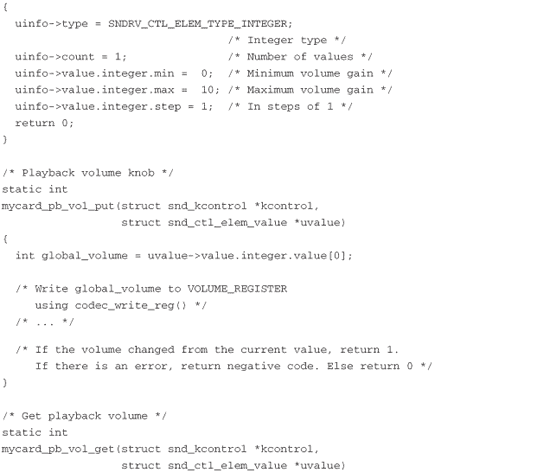 {
  uinfo->type = SNDRV_CTL_ELEM_TYPE_INTEGER;
                                 /* Integer type */
  uinfo->count = 1;              /* Number of values */
  uinfo->value.integer.min =  0;  /* Minimum volume gain */
  uinfo->value.integer.max =  10; /* Maximum volume gain */
  uinfo->value.integer.step = 1;  /* In steps of 1 */
  return 0;
}

/* Playback volume knob */
static int
mycard_pb_vol_put(struct snd_kcontrol *kcontrol,
                  struct snd_ctl_elem_value *uvalue)
{
  int global_volume = uvalue->value.integer.value[0];

  /* Write global_volume to VOLUME_REGISTER
     using codec_write_reg() */
  /* ... */

  /* If the volume changed from the current value, return 1.
     If there is an error, return negative code. Else return 0 */
}

/* Get playback volume */
static int
mycard_pb_vol_get(struct snd_kcontrol *kcontrol,
                  struct snd_ctl_elem_value *uvalue)